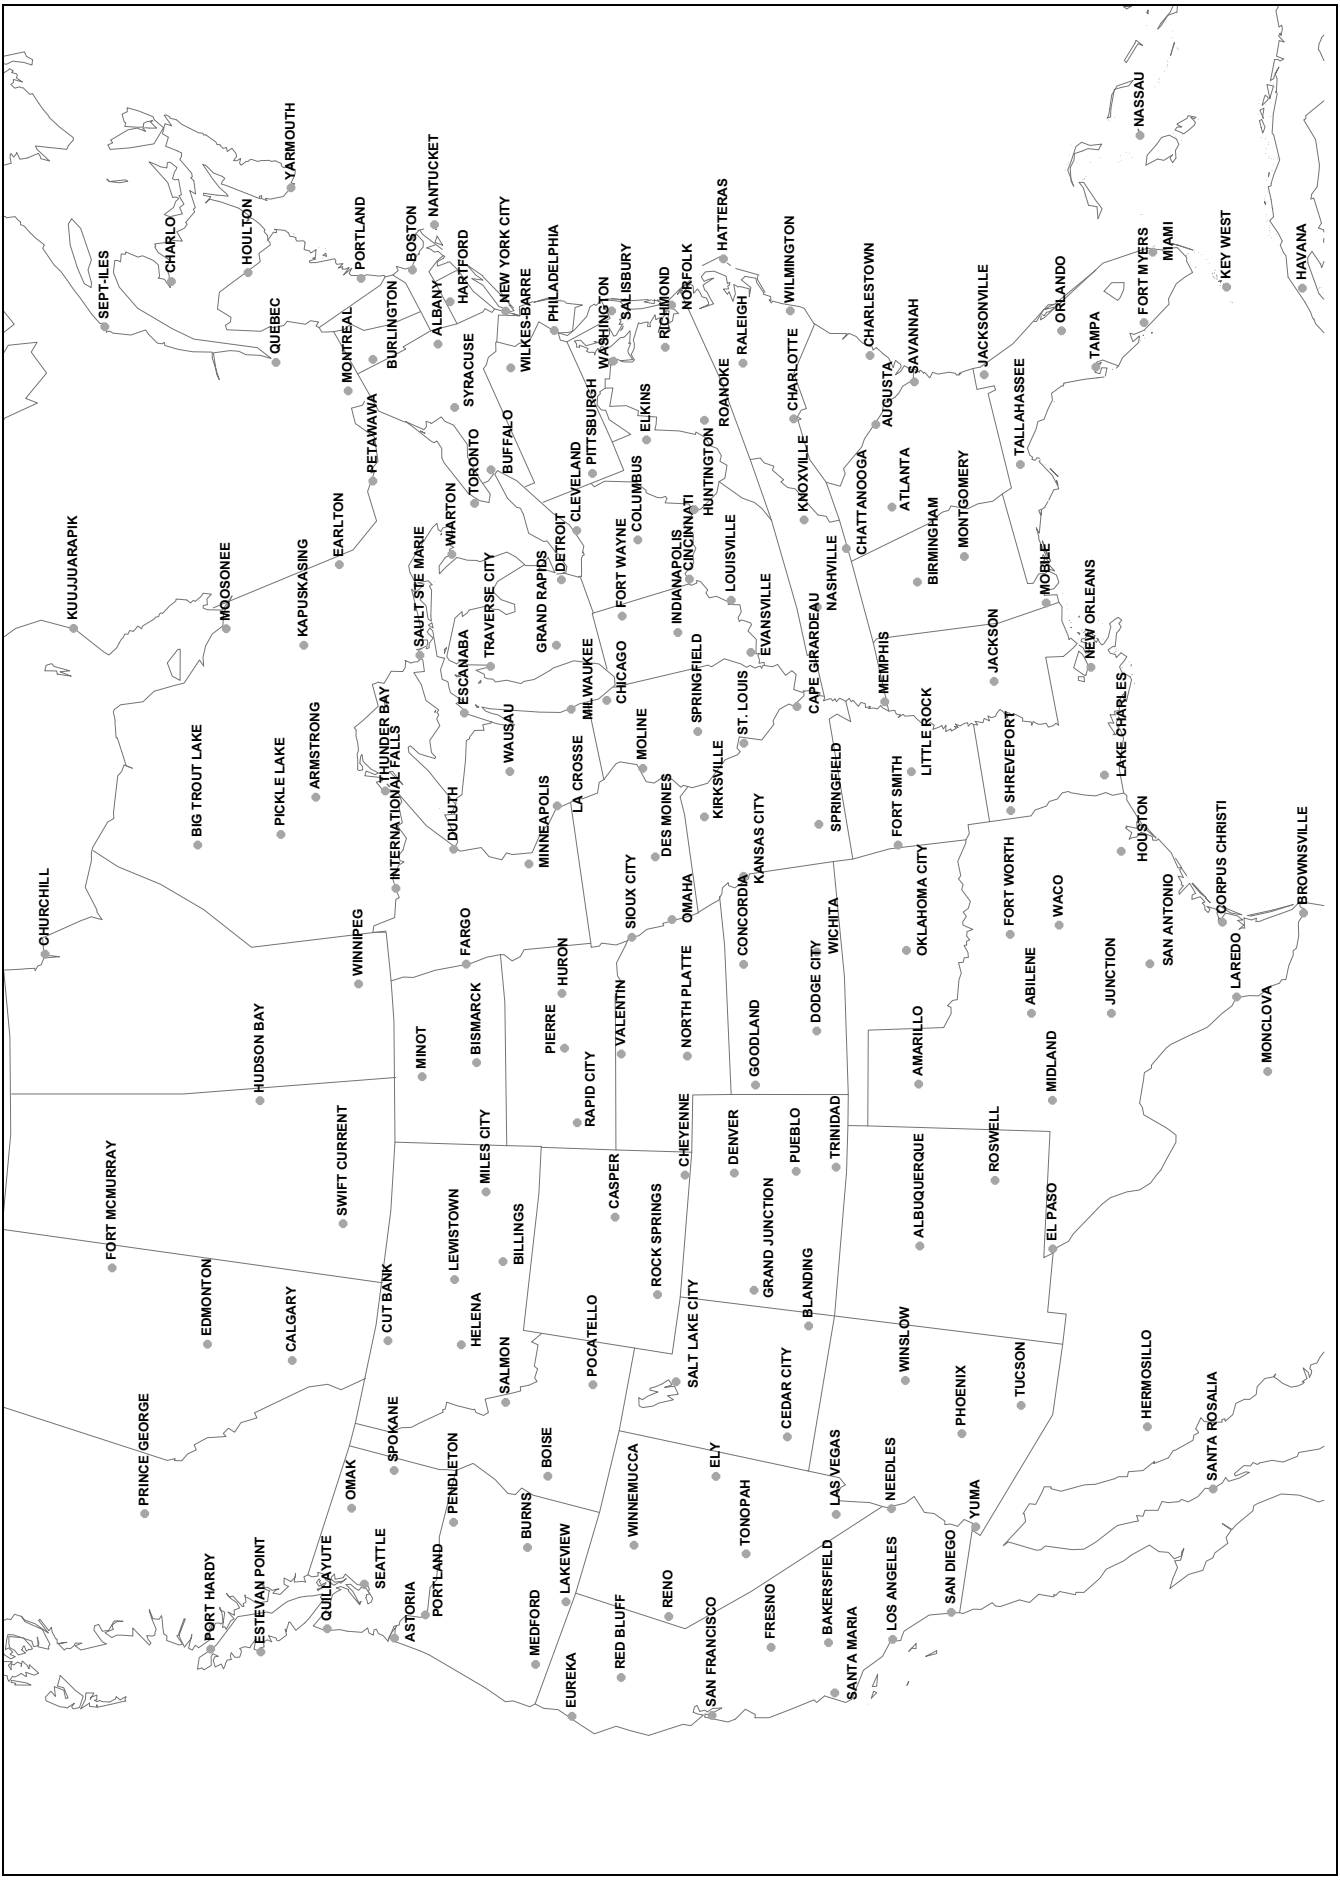 PORT HARDY
ESTEVAN POINT
QUILLAYUTE
SEATTLE
ASTORIA
PORTLAND
MEDFORD
EUREKA
LAKEVIEW
BURNS
RED BLUFF
RENO
SAN FRANCISCO
FRESNO
BAKERSFIELD
SANTA MARIA
LOS ANGELES
SAN DIEGO
PRINCE GEORGE
OMAK
SPOKANE
PENDLETON
BOISE
WINNEMUCCA
ELY
TONOPAH
LAS VEGAS
NEEDLES
YUMA
CEDAR CITY
WINSLOW
PHOENIX
TUCSON
HERMOSILLO
SANTA ROSALIA
EDMONTON
CALGARY
CUT BANK
HELENA
SALMON
POCATELLO
SALT LAKE CITY
FORT MCMURRAY
SWIFT CURRENT
LEWISTOWN
BILLINGS
MILES CITY
CASPER
ROCK SPRINGS
GRAND JUNCTION
BLANDING
CHEYENNE
DENVER
PUEBLO
TRINIDAD
ALBUQUERQUE
ROSWELL
EL PASO
HUDSON BAY
MINOT
BISMARCK
PIERRE
RAPID CITY
VALENTIN
NORTH PLATTE
GOODLAND
DODGE CITY
AMARILLO
MIDLAND
ABILENE
JUNCTION
MONCLOVA
LAREDO
CHURCHILL
WINNIPEG
FARGO
HURON
SIOUX CITY
OMAHA
CONCORDIA
WICHITA
OKLAHOMA CITY
FORT WORTH
WACO
SAN ANTONIO
CORPUS CHRISTI
BROWNSVILLE
BIG TROUT LAKE
PICKLE LAKE
ARMSTRONG
THUNDER BAY
INTERNATIONAL FALLS
DULUTH
MINNEAPOLIS
LA CROSSE
WAUSAU
DES MOINES
KIRKSVILLE
KANSAS CITY
SPRINGFIELD
FORT SMITH
LITTLE ROCK
SHREVEPORT
LAKE CHARLES
HOUSTON
KUUJUARAPIK
MOOSONEE
KAPUSKASING
EARLTON
SAULT STE MARIE
WIARTON
ESCANABA
TRAVERSE CITY
GRAND RAPIDS
DETROIT
MILWAUKEE
CHICAGO
MOLINE
FORT WAYNE
INDIANAPOLIS
CINCINNATI
SPRINGFIELD
ST. LOUIS
LOUISVILLE
EVANSVILLE
CAPE GIRARDEAU
NASHVILLE
MEMPHIS
JACKSON
MOBILE
NEW ORLEANS
BIRMINGHAM
MONTGOMERY
CHATTANOOGA
ATLANTA
KNOXVILLE
PETAWAWA
TORONTO
BUFFALO
CLEVELAND
PITTSBURGH
COLUMBUS
HUNTINGTON
ELKINS
ROANOKE
CHARLOTTE
AUGUSTA
SAVANNAH
CHARLESTOWN
TALLAHASSEE
JACKSONVILLE
TAMPA
ORLANDO
FORT MYERS
MIAMI
KEY WEST
HAVANA
NASSAU
SEPT-ILES
CHARLO
QUEBEC
HOULTON
YARMOUTH
MONTREAL
BURLINGTON
PORTLAND
BOSTON
NANTUCKET
ALBANY
HARTFORD
SYRACUSE
NEW YORK CITY
WILKES-BARRE
PHILADELPHIA
WASHINGTON
SALISBURY
RICHMOND
NORFOLK
HATTERAS
RALEIGH
WILMINGTON